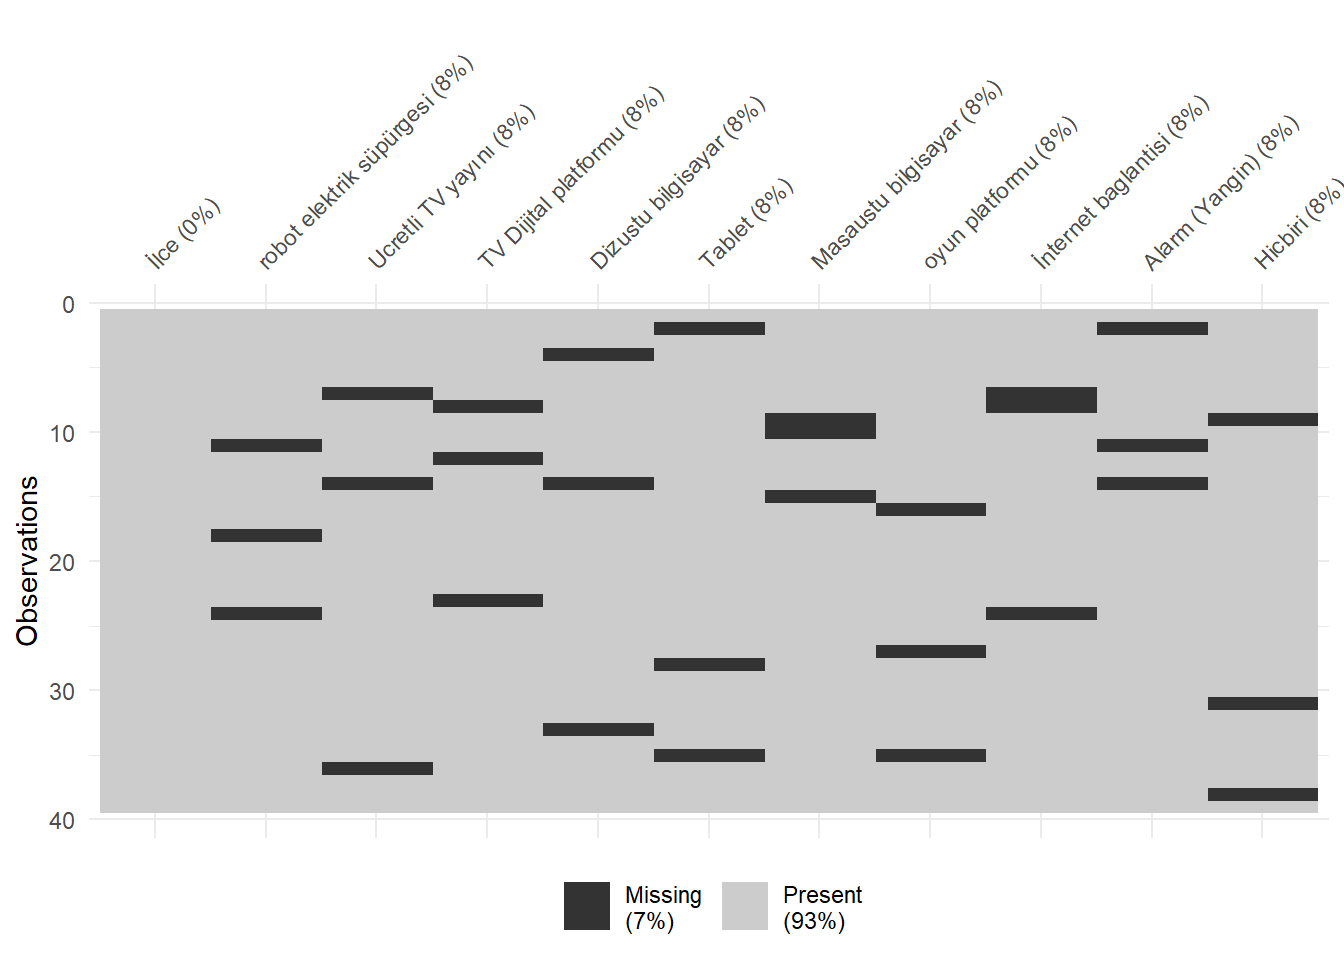 İlce (0%)
robot elektrik süpürgesi (8%)
Ucretli TV yayını (8%)
TV Dijital platformu (8%)
Dizustu bilgisayar (8%)
Tablet (8%)
Masaustu bilgisayar (8%)
oyun platformu (8%)
İnternet baglantisi (8%)
Alarm (Yangin) (8%)
Hicbiri (8%)
0
10
20
30
40
Observations
Missing
(7%)
Present
(93%)